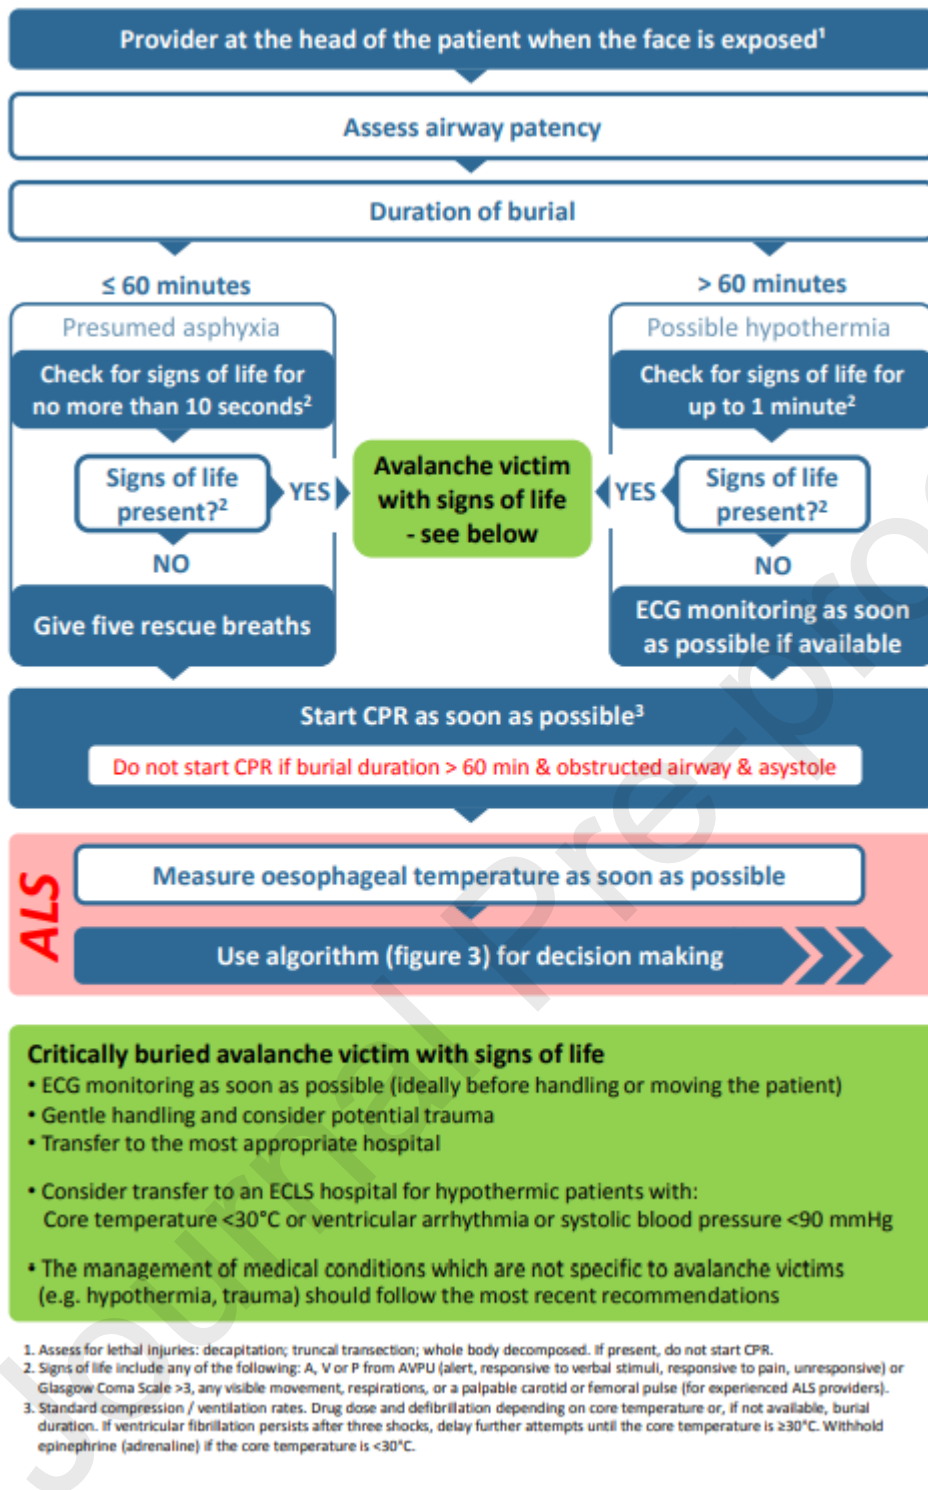 Provider at the head of the patient when the face is exposed¹
Assess airway patency
Duration of burial
≤ 60 minutes
Presumed asphyxia
Check for signs of life for
no more than 10 seconds²
Signs of life
present?²
YES
NO
Give five rescue breaths
Avalanche victim
with signs of life
- see below
> 60 minutes
Possible hypothermia
Check for signs of life for
up to 1 minute²
YES
Signs of life
present?²
NO
ECG monitoring as soon
as possible if available
Start CPR as soon as possible³
Do not start CPR if burial duration > 60 min & obstructed airway & asystole
ALS
Measure oesophageal temperature as soon as possible
Use algorithm (figure 3) for decision making
Critically buried avalanche victim with signs of life
• ECG monitoring as soon as possible (ideally before handling or moving the patient)
• Gentle handling and consider potential trauma
• Transfer to the most appropriate hospital
• Consider transfer to an ECLS hospital for hypothermic patients with:
Core temperature <30°C or ventricular arrhythmia or systolic blood pressure <90 mmHg
• The management of medical conditions which are not specific to avalanche victims
(e.g. hypothermia, trauma) should follow the most recent recommendations
1. Assess for lethal injuries: decapitation; truncal transection; whole body decomposed. If present, do not start CPR.
2. Signs of life include any of the following: A, V or P from AVPU (alert, responsive to verbal stimuli, responsive to pain, unresponsive) or
Glasgow Coma Scale >3, any visible movement, respirations, or a palpable carotid or femoral pulse (for experienced ALS providers).
3. Standard compression / ventilation rates. Drug dose and defibrillation depending on core temperature or, if not available, burial
duration. If ventricular fibrillation persists after three shocks, delay further attempts until the core temperature is ≥30°C. Withhold
epinephrine (adrenaline) if the core temperature is <30°C.
Journal Pre-pro